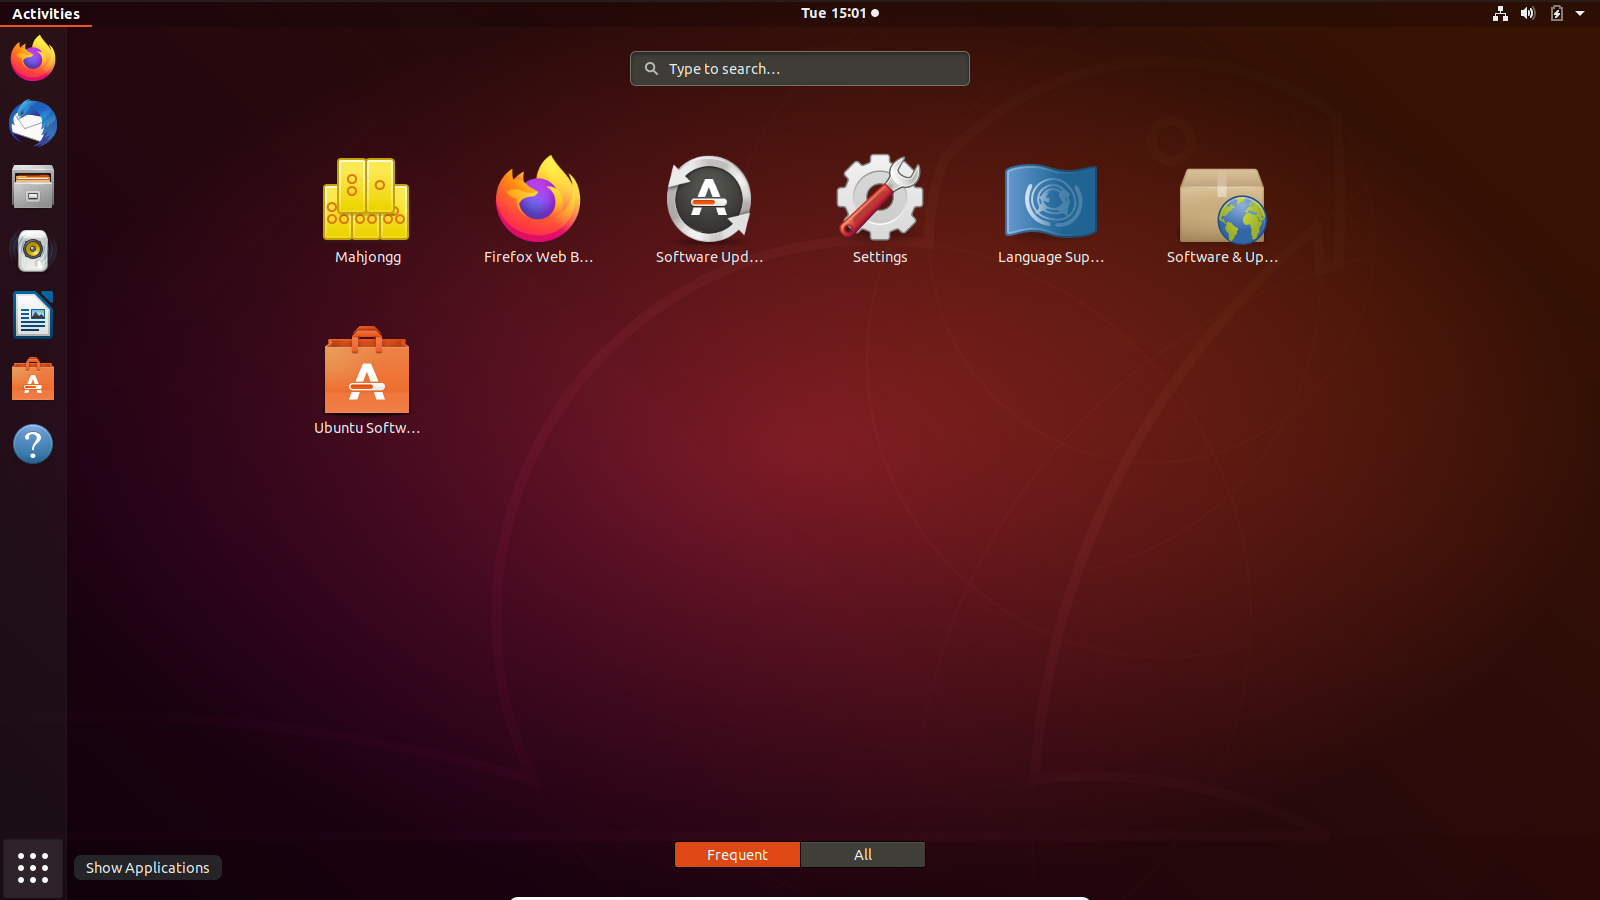 Activities
Tue 15:01
Type to search...
Mahjongg
Firefox Web B...
Software Upd...
Settings
Language Sup...
Software & Up...
Ubuntu Softw...
Show Applications
Frequent
All